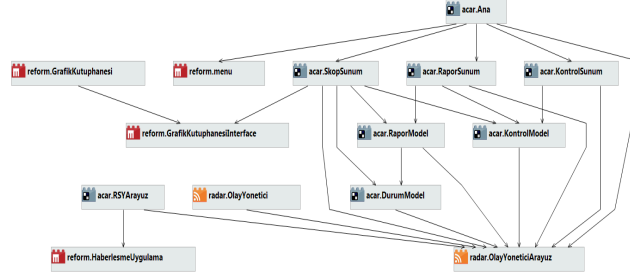 acar.Ana
reform.GrafikKutuphanesi
reform.menu
acar.SkopSunum
acar.RaporSunum
acar.KontrolSunum
reform.GrafikKutuphanesiInterface
acar.RaporModel
acar.KontrolModel
acar.RSYArayuz
radar.OlayYonetici
acar.DurumModel
reform.HaberlesmeUygulama
radar.OlayYoneticiArayuz